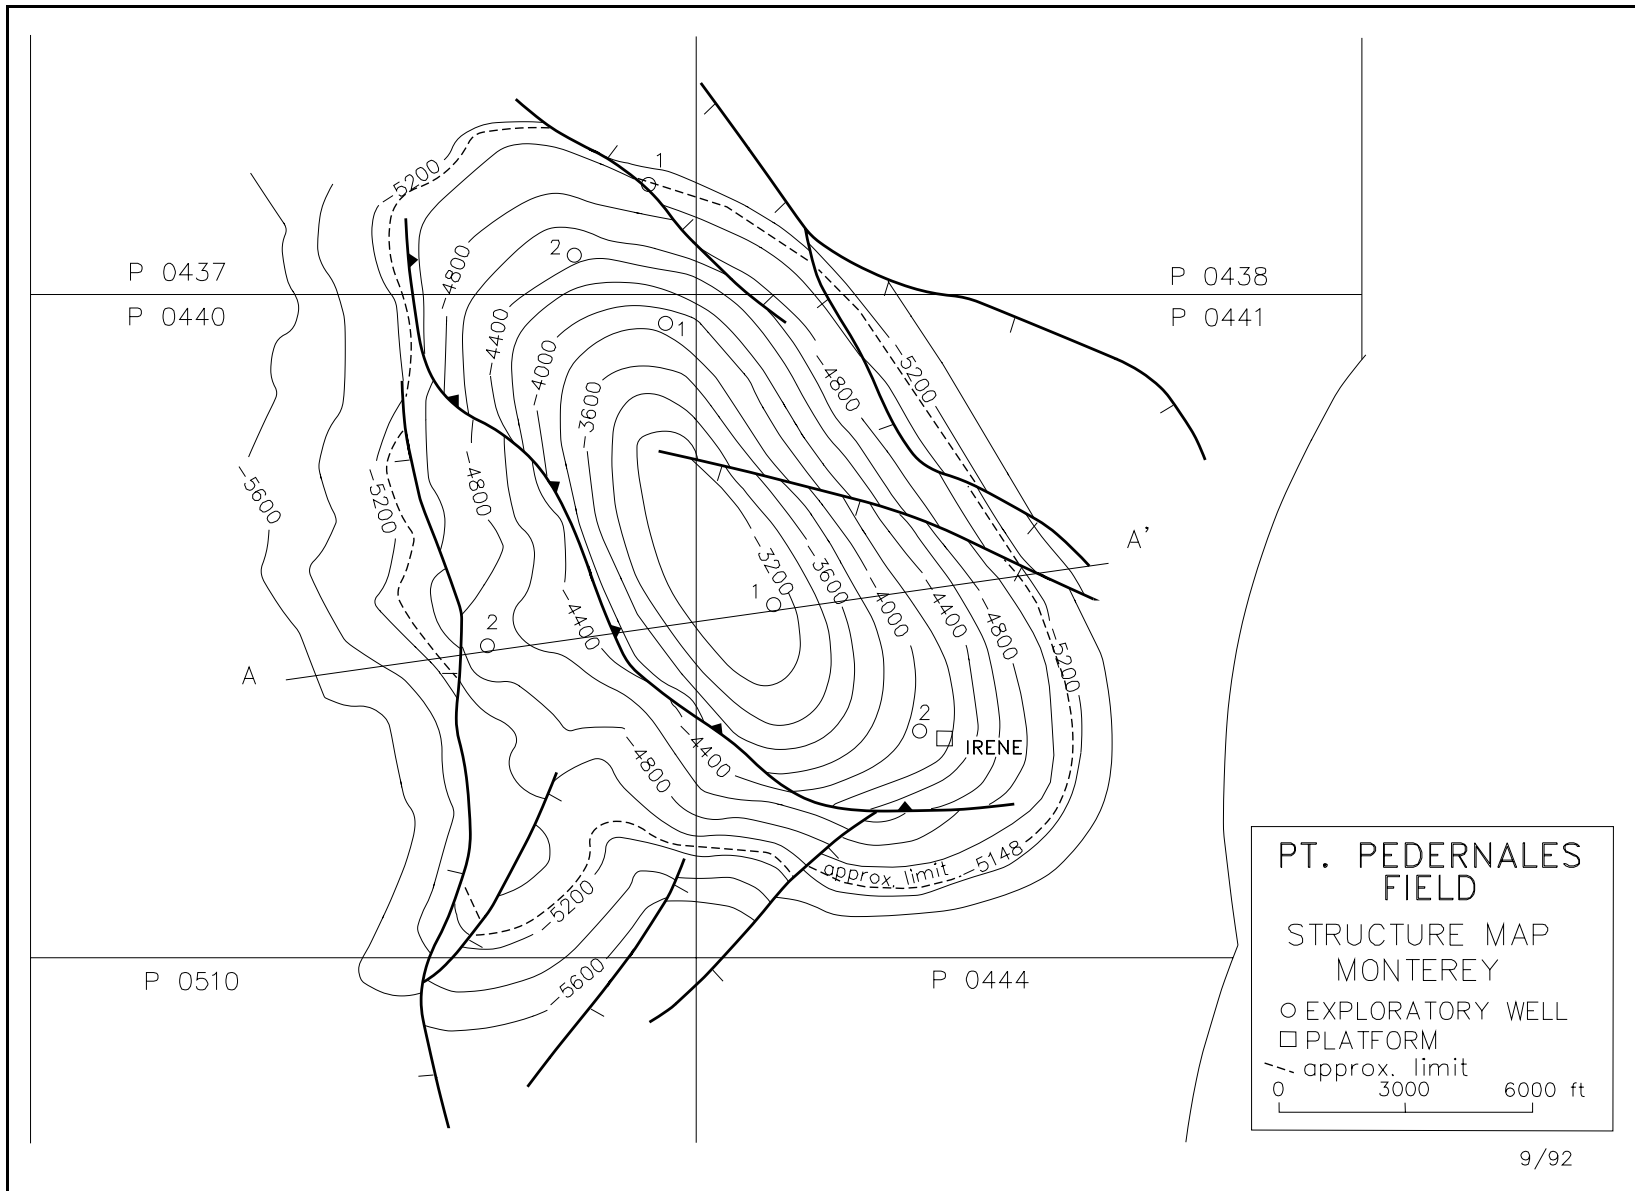 1
-5200
2
-4800
P 0437
P 0438
P 0440
P 0441
1
-4400
-4000
-3600
-4800
-5200
-5600
-5200
-4800
A'
-3200
-3600
-4000
-4400
-4800
-5200
1
2
-4400
A
2
IRENE
-4400
-4800
approx. limit -5148
-5200
-5600
P 0510
P 0444
PT. PEDERNALES
FIELD
STRUCTURE MAP
MONTEREY
EXPLORATORY WELL
PLATFORM
approx. limit
0 3000 6000 ft
9/92